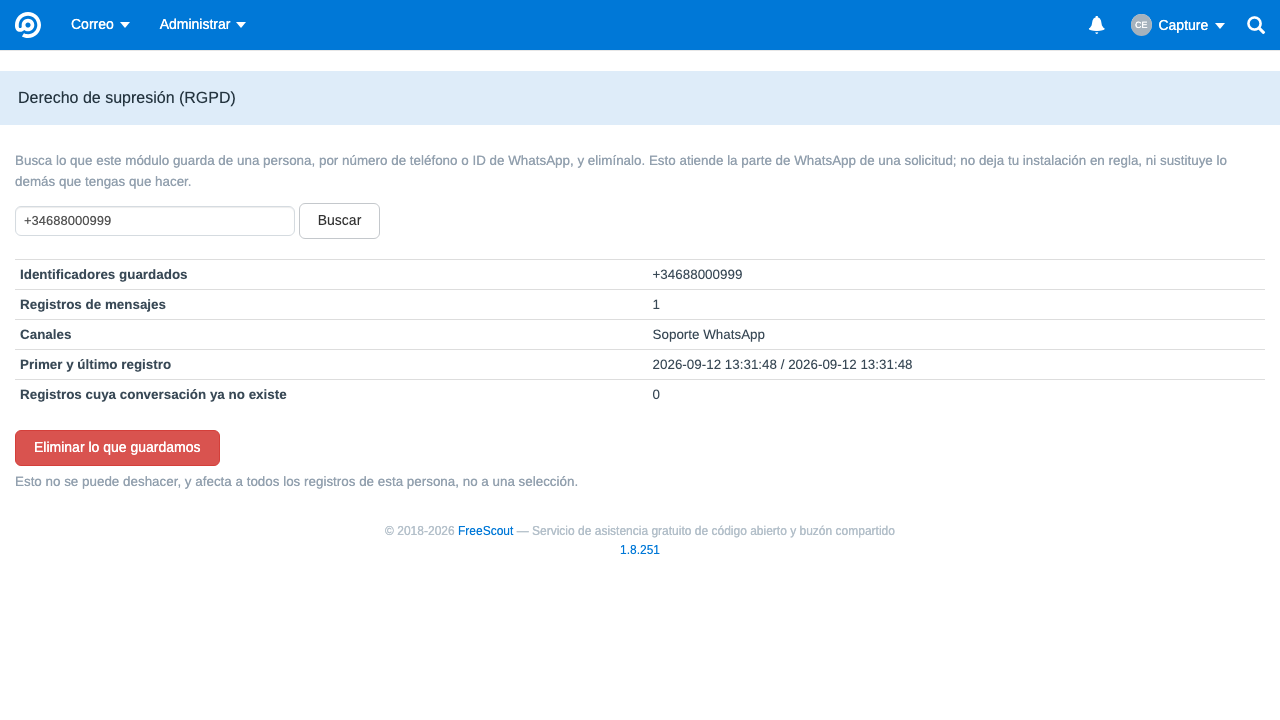 Correo
Administrar
CE
Capture
Derecho de supresión (RGPD)
Busca lo que este módulo guarda de una persona, por número de teléfono o ID de WhatsApp, y elimínalo. Esto atiende la parte de WhatsApp de una solicitud; no deja tu instalación en regla, ni sustituye lo
demás que tengas que hacer.
+34688000999
Buscar
Identificadores guardados +34688000999
Registros de mensajes 1
Canales Soporte WhatsApp
Primer y último registro 2026-09-12 13:31:48 / 2026-09-12 13:31:48
Registros cuya conversación ya no existe 0
Eliminar lo que guardamos
Esto no se puede deshacer, y afecta a todos los registros de esta persona, no a una selección.
© 2018-2026 FreeScout — Servicio de asistencia gratuito de código abierto y buzón compartido
1.8.251